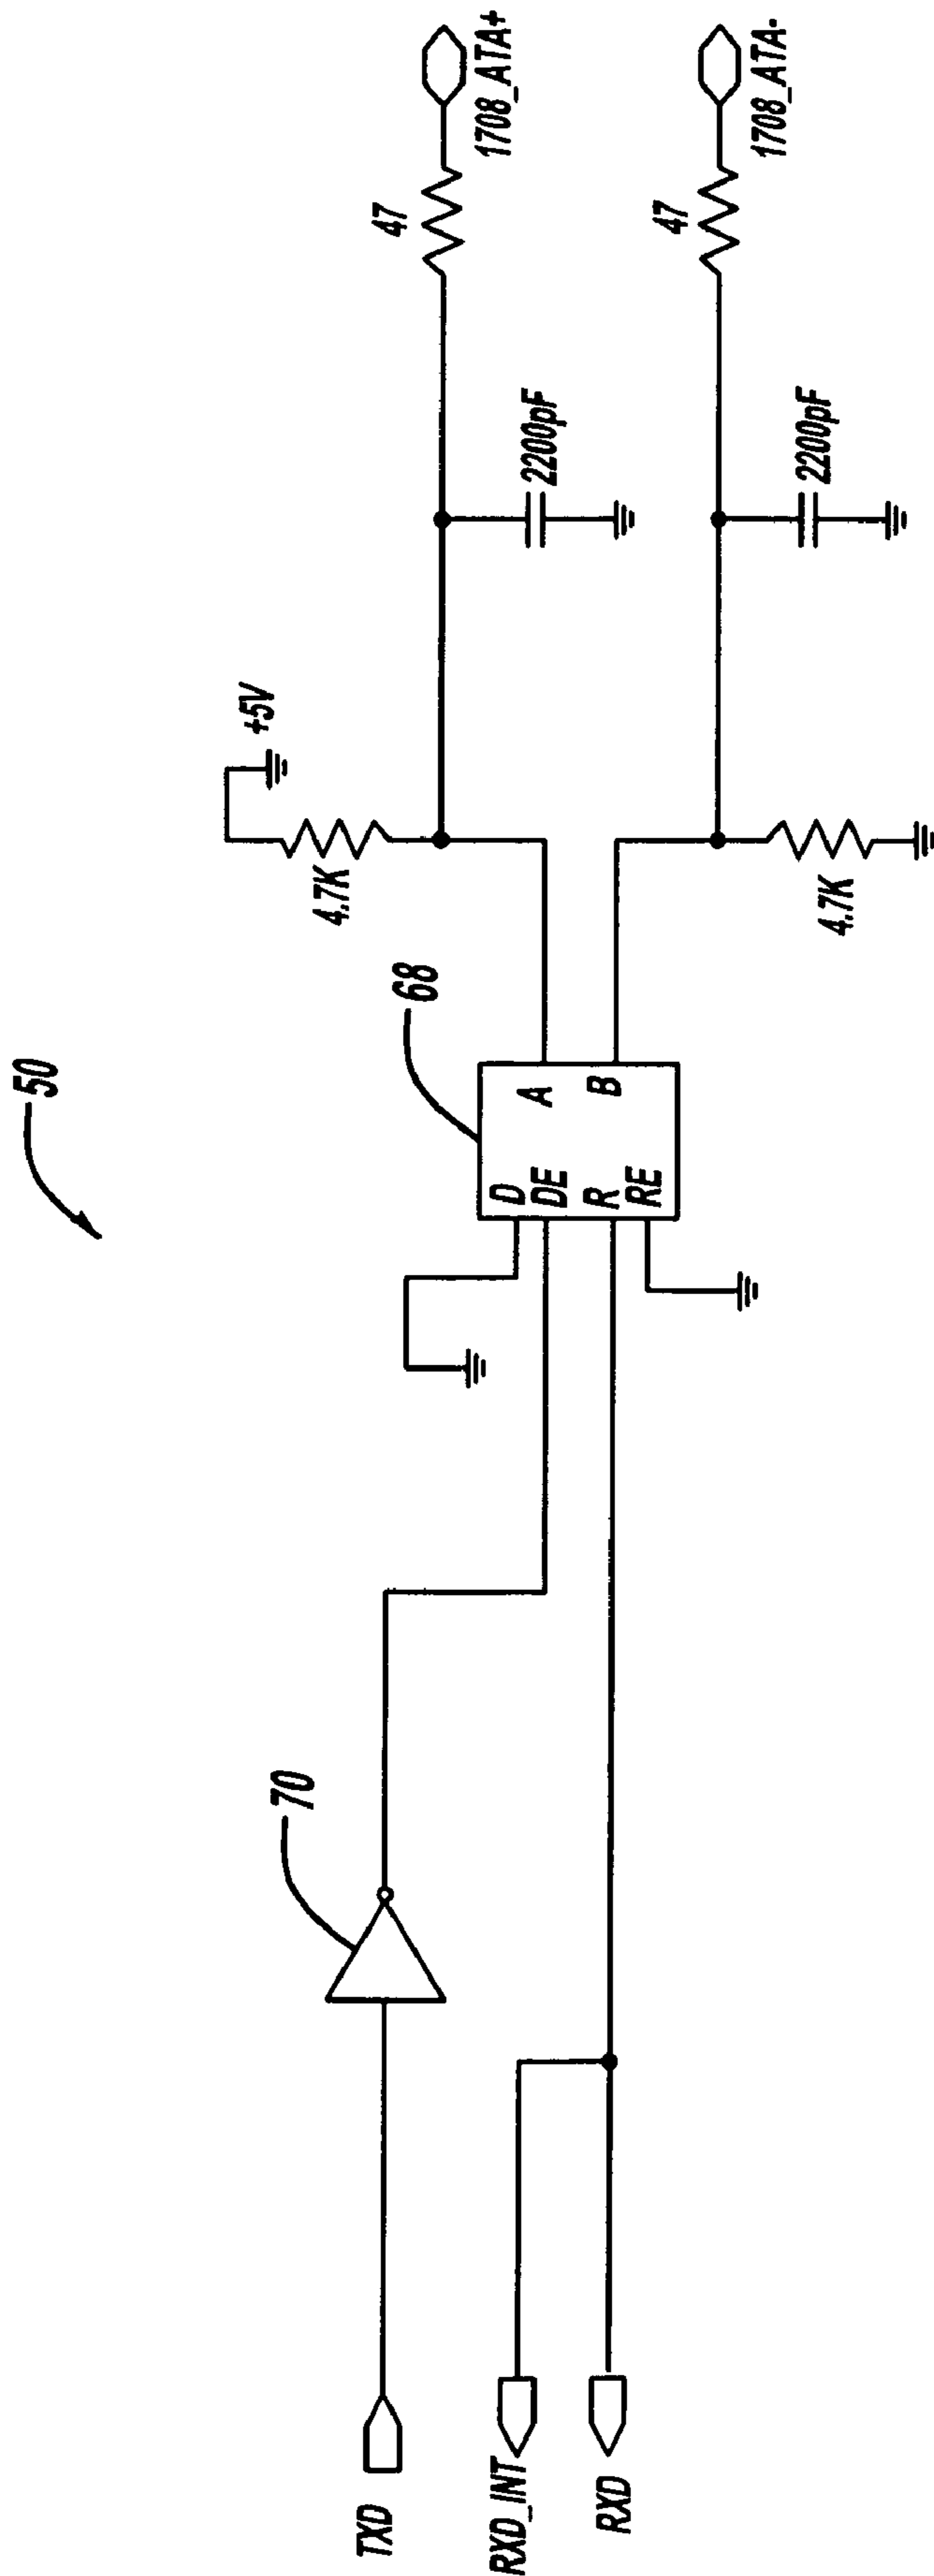 50
TXD
RXD_INT
RXD
70
68
D
DE
R
RE
A
B
4.7K
+5V
4.7K
2200pF
2200pF
47
47
1708_ATA+
1708_ATA-